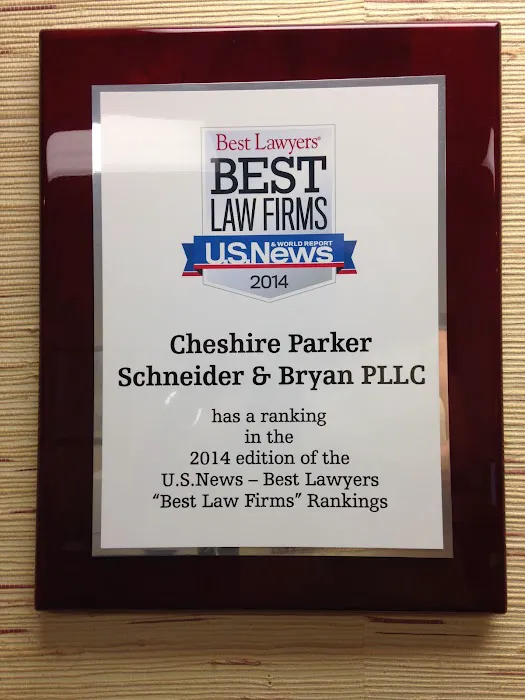 Best Lawyers®
BEST
LAW FIRMS
U.S.News & WORLD REPORT
2014
Cheshire Parker
Schneider & Bryan PLLC
has a ranking
in the
2014 edition of the
U.S.News – Best Lawyers
“Best Law Firms” Rankings